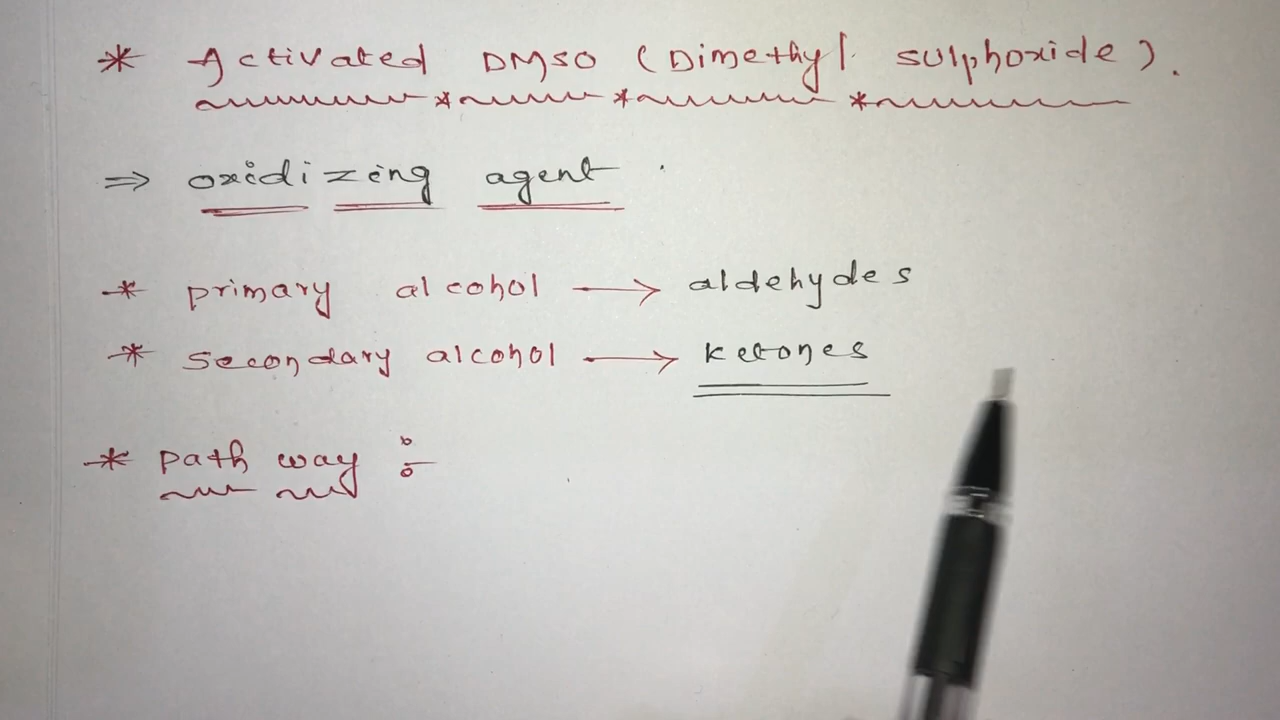 * Activated DMSO (Dimethyl sulphoxide).
⇒ oxidizing agent.
* primary alcohol → aldehydes
* secondary alcohol → ketones
* path way :-